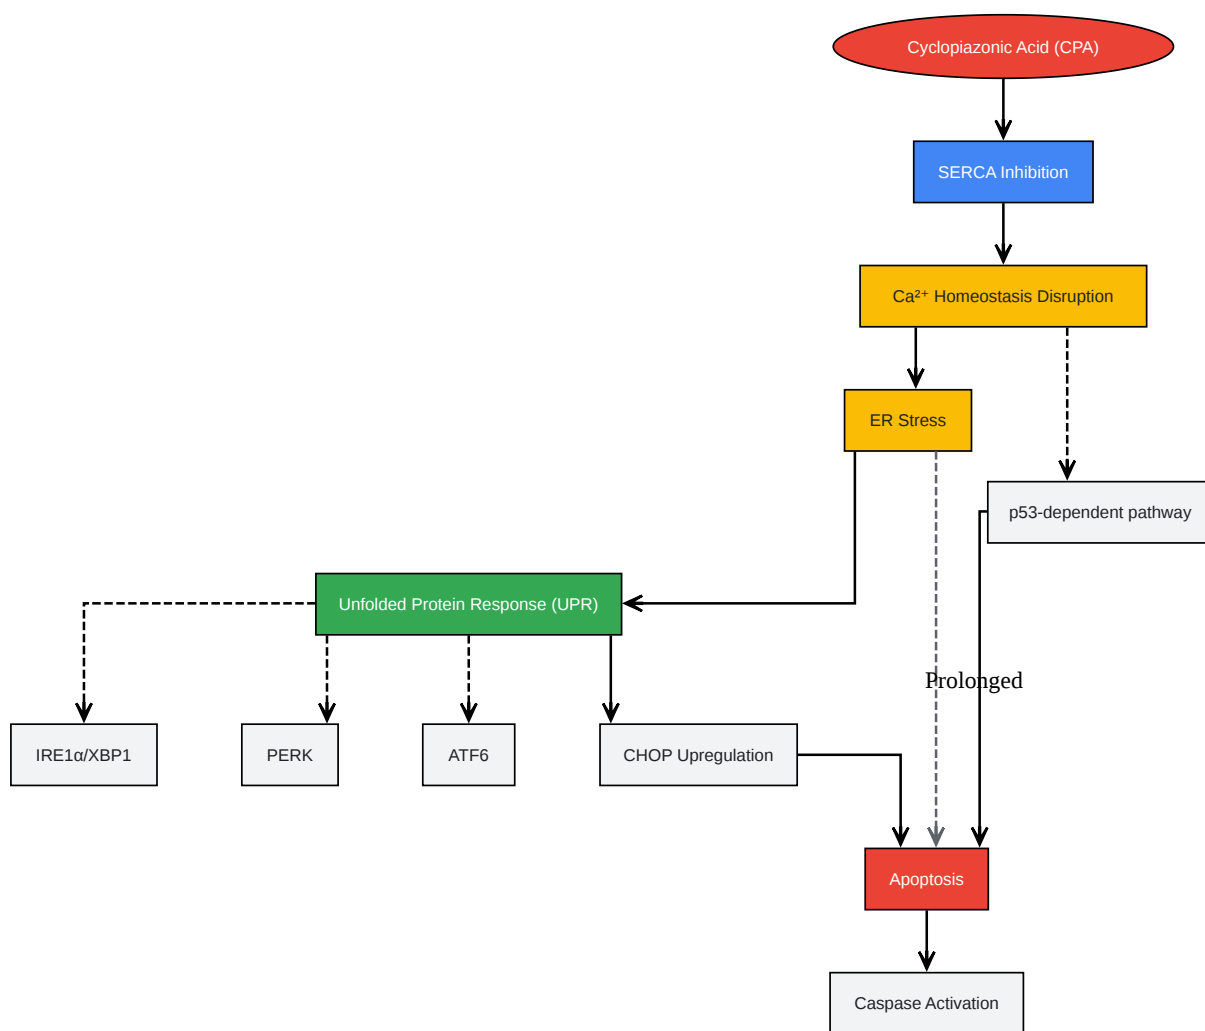 Cyclopiazonic Acid (CPA)
SERCA Inhibition
Ca²⁺ Homeostasis Disruption
ER Stress
p53-dependent pathway
Unfolded Protein Response (UPR)
Prolonged
IRE1α/XBP1
PERK
ATF6
CHOP Upregulation
Apoptosis
Caspase Activation